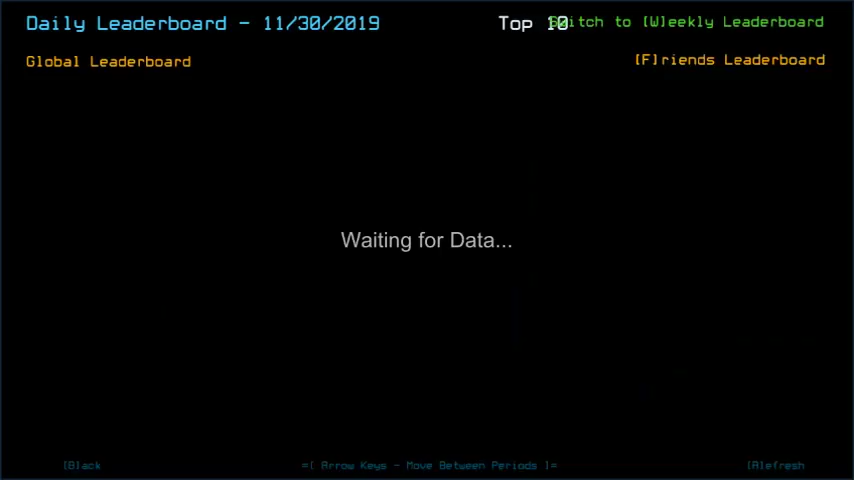 Daily Leaderboard - 11/30/2019
Top 10
Switch to [W]eekly Leaderboard
Global Leaderboard
[F]riends Leaderboard
Waiting for Data...
[B]ack
=[ Arrow Keys - Move Between Periods ]=
[R]efresh